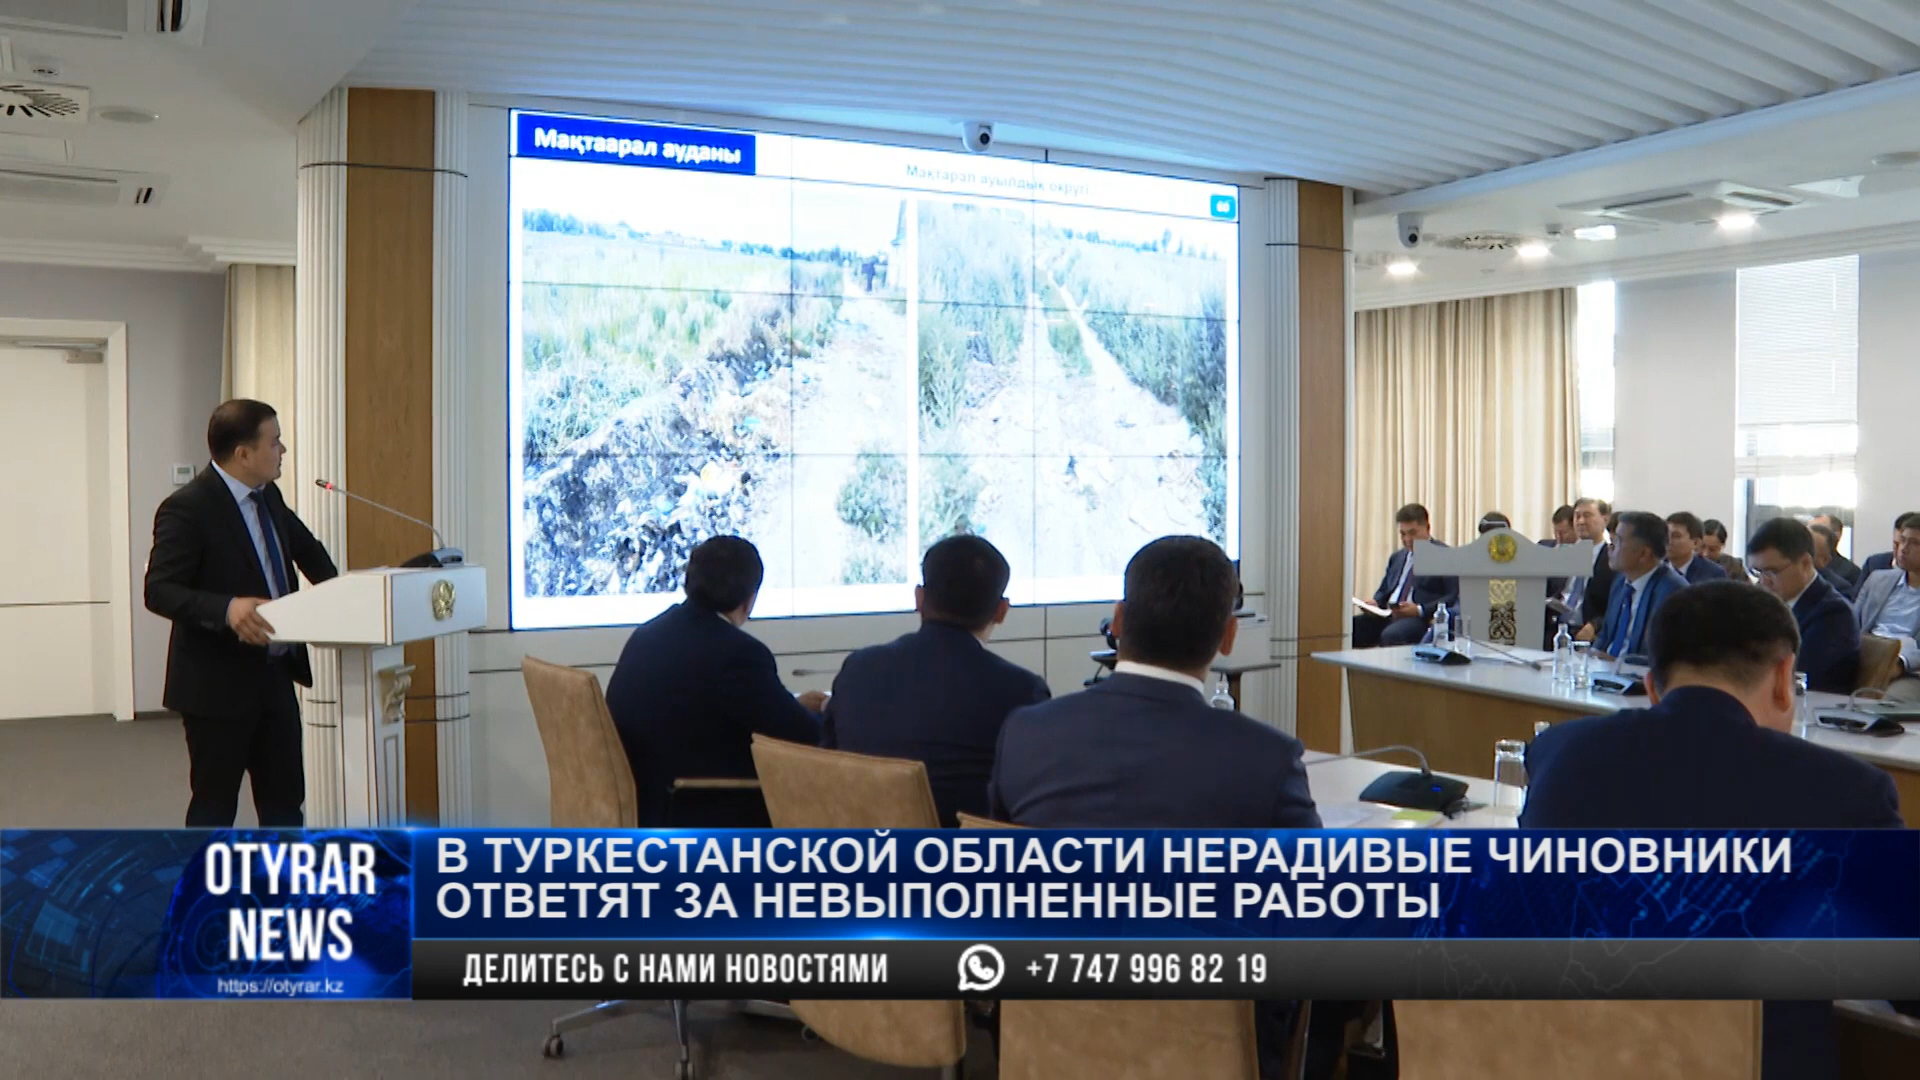 Мақтаарал ауданы
Мақтарал ауылдық округі
OTYRAR
NEWS
https://otyrar.kz
В ТУРКЕСТАНСКОЙ ОБЛАСТИ НЕРАДИВЫЕ ЧИНОВНИКИ
ОТВЕТЯТ ЗА НЕВЫПОЛНЕННЫЕ РАБОТЫ
ДЕЛИТЕСЬ С НАМИ НОВОСТЯМИ +7 747 996 82 19